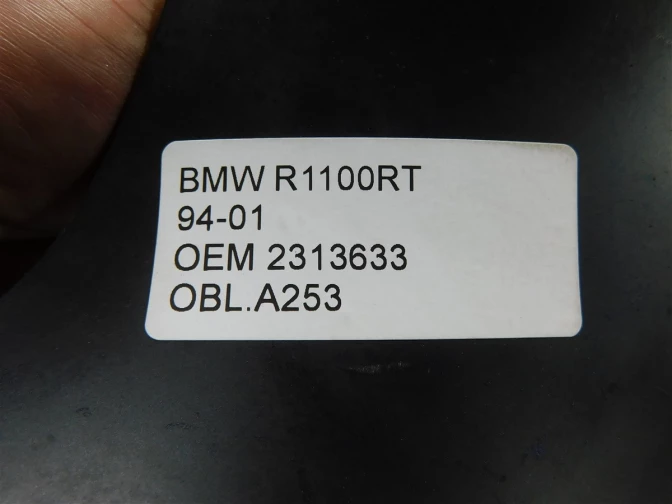 BMW R1100RT
94-01
OEM 2313633
OBL.A253